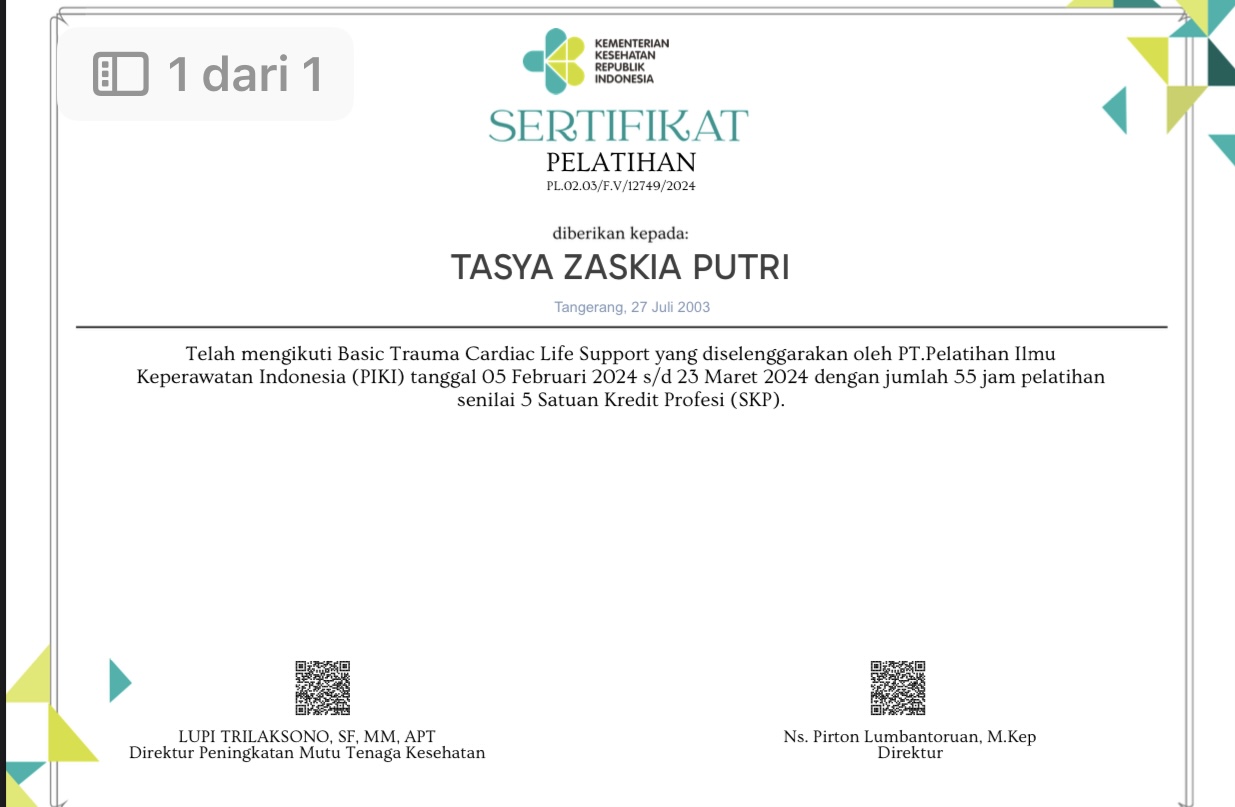 1 dari 1
KEMENTERIAN
KESEHATAN
REPUBLIK
INDONESIA
SERTIFIKAT
PELATIHAN
PL.02.03/F.V/12749/2024
diberikan kepada:
TASYA ZASKIA PUTRI
Tangerang, 27 Juli 2003
Telah mengikuti Basic Trauma Cardiac Life Support yang diselenggarakan oleh PT.Pelatihan Ilmu
Keperawatan Indonesia (PIKI) tanggal 05 Februari 2024 s/d 23 Maret 2024 dengan jumlah 55 jam pelatihan
senilai 5 Satuan Kredit Profesi (SKP).
LUPI TRILAKSONO, SF, MM, APT
Direktur Peningkatan Mutu Tenaga Kesehatan
Ns. Pirton Lumbantoruan, M.Kep
Direktur